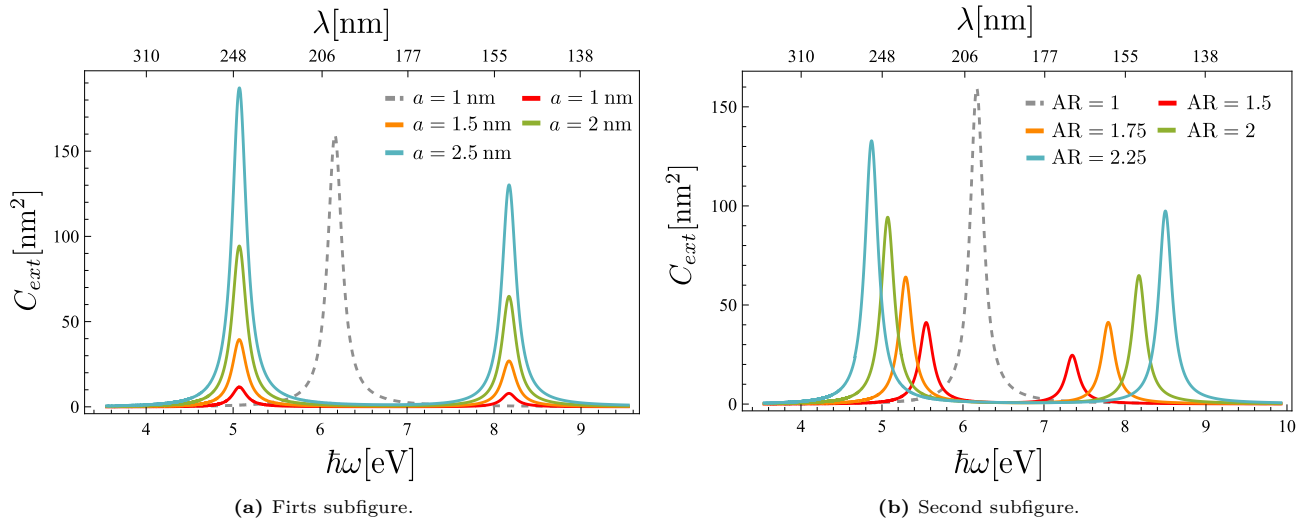 λ[nm]
310 248 206 177 155 138
a = 1 nm a = 1 nm
a = 1.5 nm a = 2 nm
a = 2.5 nm
150
100
50
0
C_ext[nm²]
4 5 6 7 8 9
ħω[eV]
(a) Firts subfigure.
λ[nm]
310 248 206 177 155 138
AR = 1 AR = 1.5
AR = 1.75 AR = 2
AR = 2.25
150
100
50
0
C_ext[nm²]
4 5 6 7 8 9 10
ħω[eV]
(b) Second subfigure.